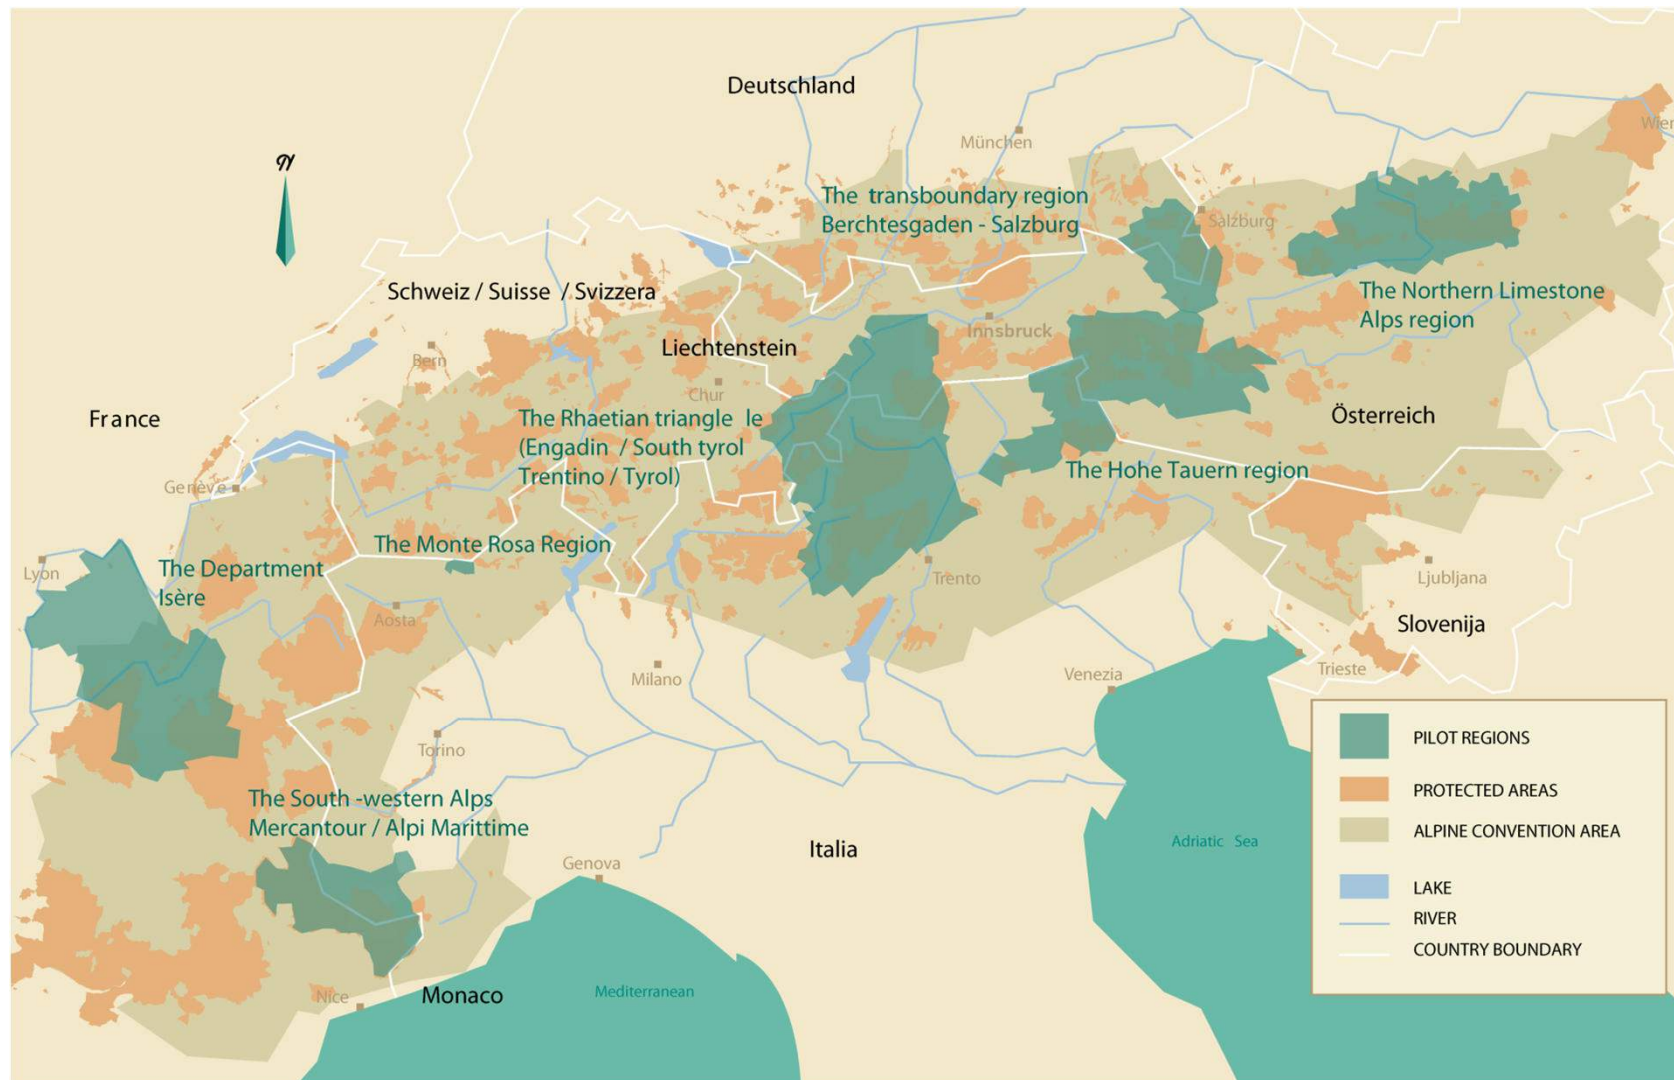 Deutschland
München
Wien
The transboundary region
Berchtesgaden - Salzburg
Salzburg
Schweiz / Suisse / Svizzera
The Northern Limestone
Alps region
Innsbruck
Liechtenstein
Bern
Chur
France
The Rhaetian triangle le
(Engadin / South tyrol
Trentino / Tyrol)
Österreich
The Hohe Tauern region
Genève
The Monte Rosa Region
Lyon
The Department
Isère
Trento
Ljubljana
Aosta
Slovenija
Milano
Venezia
Trieste
Torino
PILOT REGIONS
PROTECTED AREAS
The South -western Alps
Mercantour / Alpi Marittime
ALPINE CONVENTION AREA
Italia
Adriatic Sea
Genova
LAKE
RIVER
COUNTRY BOUNDARY
Nice
Monaco
Mediterranean